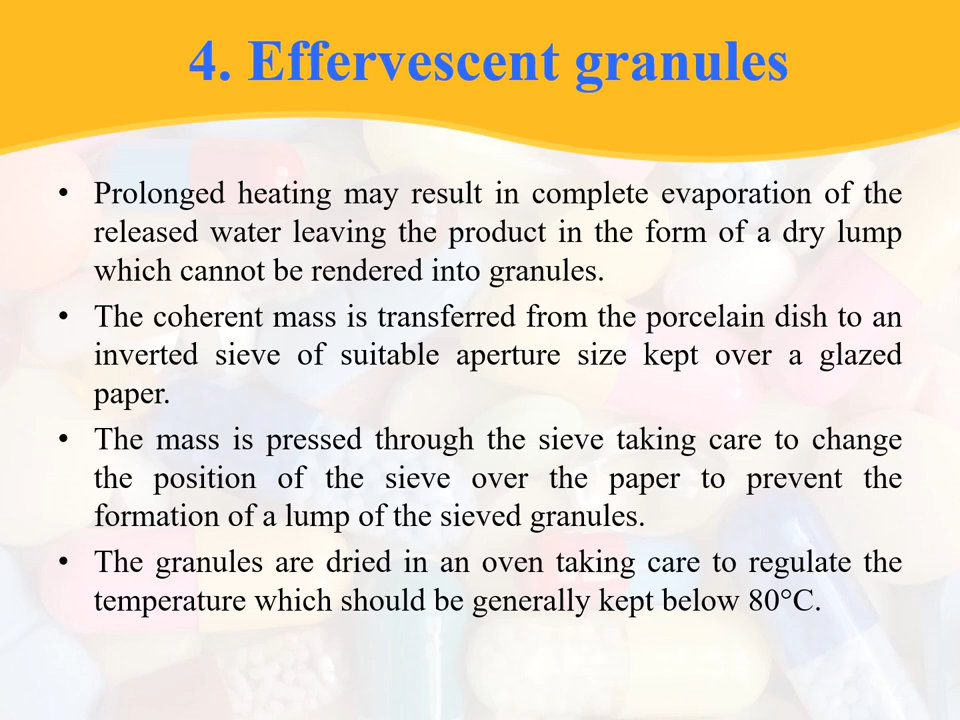 4. Effervescent granules
• Prolonged heating may result in complete evaporation of the
released water leaving the product in the form of a dry lump
which cannot be rendered into granules.
• The coherent mass is transferred from the porcelain dish to an
inverted sieve of suitable aperture size kept over a glazed
paper.
• The mass is pressed through the sieve taking care to change
the position of the sieve over the paper to prevent the
formation of a lump of the sieved granules.
• The granules are dried in an oven taking care to regulate the
temperature which should be generally kept below 80°C.